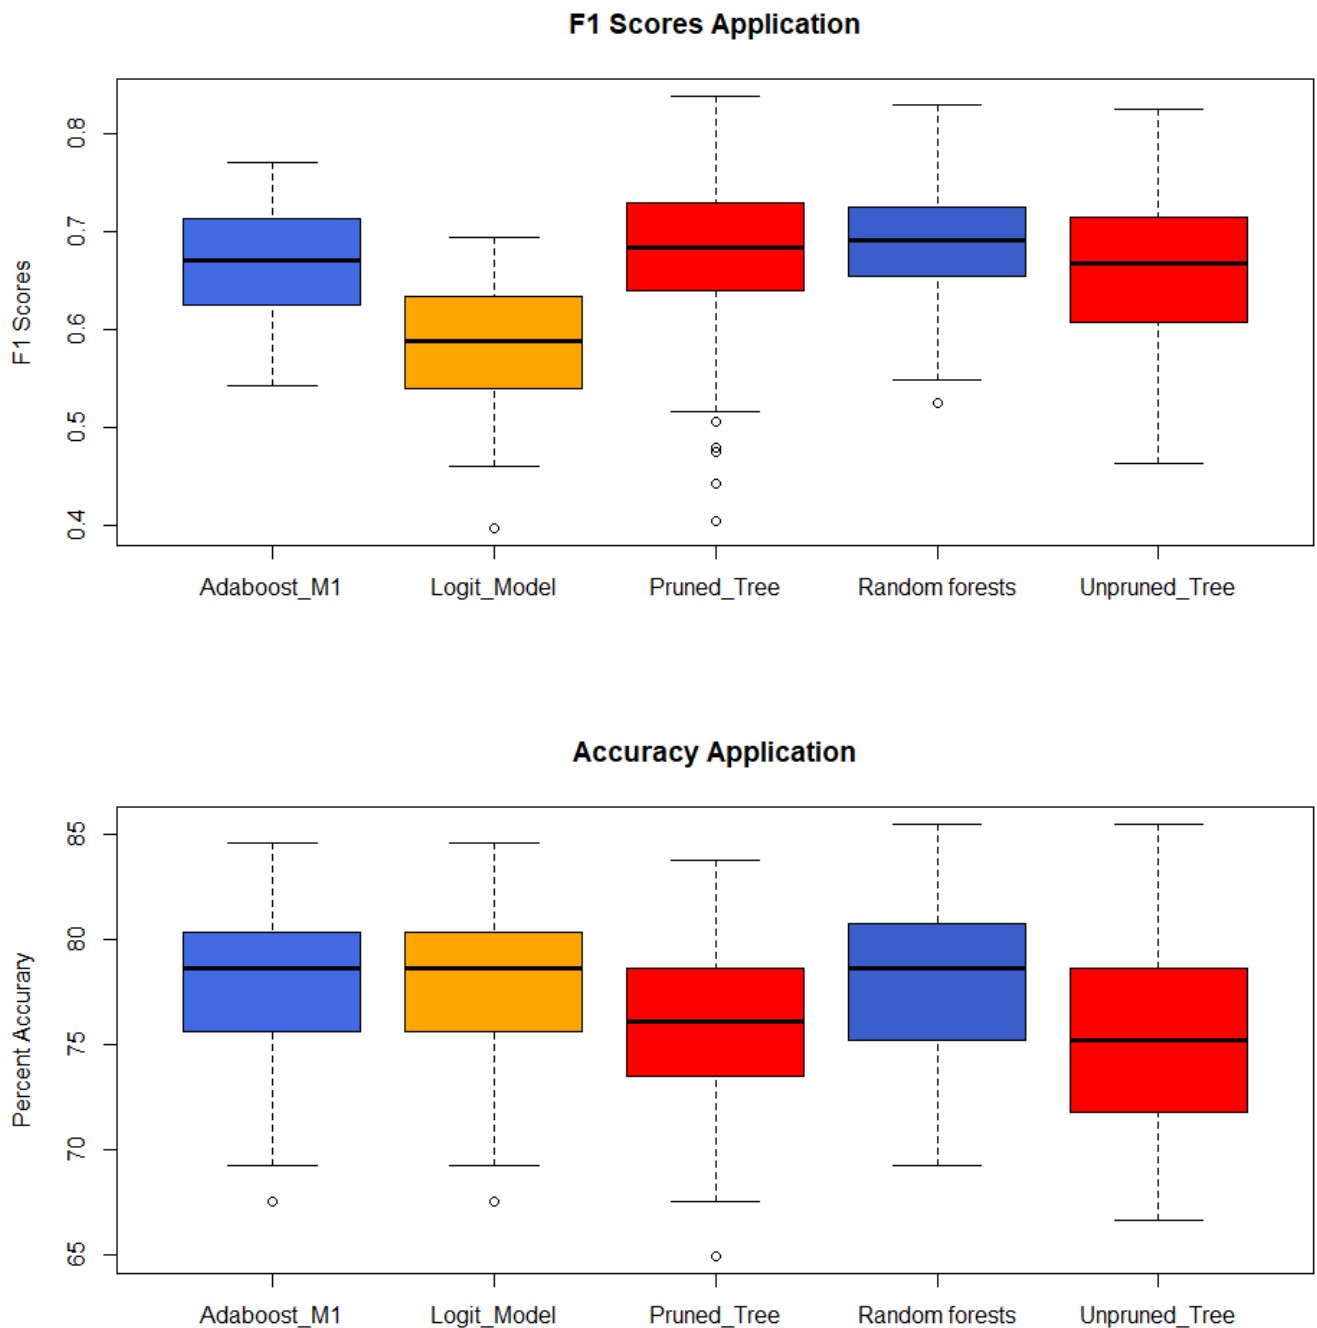 F1 Scores Application
F1 Scores
0.8
0.7
0.6
0.5
0.4
Adaboost_M1 Logit_Model Pruned_Tree Random forests Unpruned_Tree
Accuracy Application
Percent Accurary
85
80
75
70
65
Adaboost_M1 Logit_Model Pruned_Tree Random forests Unpruned_Tree